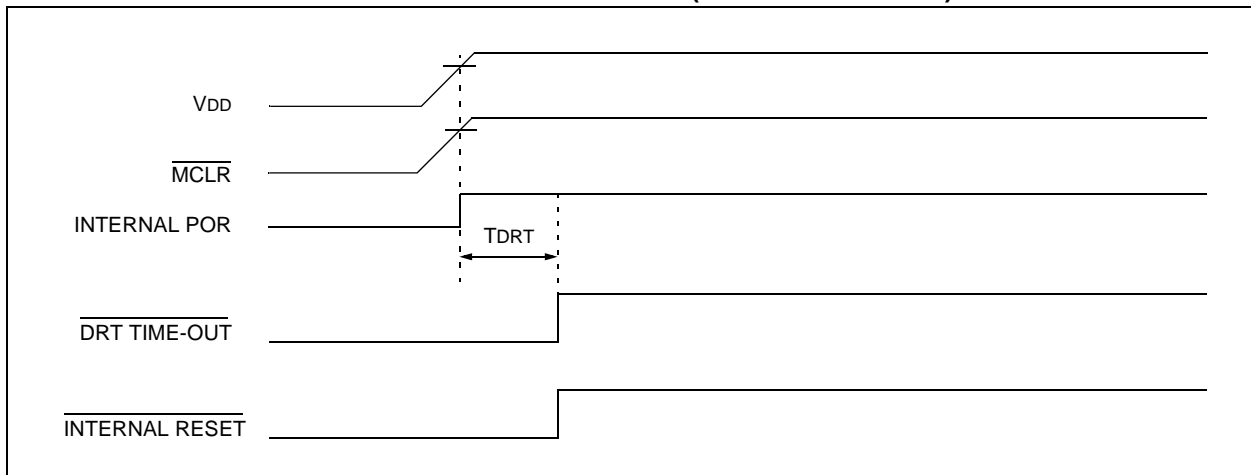 VDD
MCLR
INTERNAL POR
TDRT
DRT TIME-OUT
INTERNAL RESET